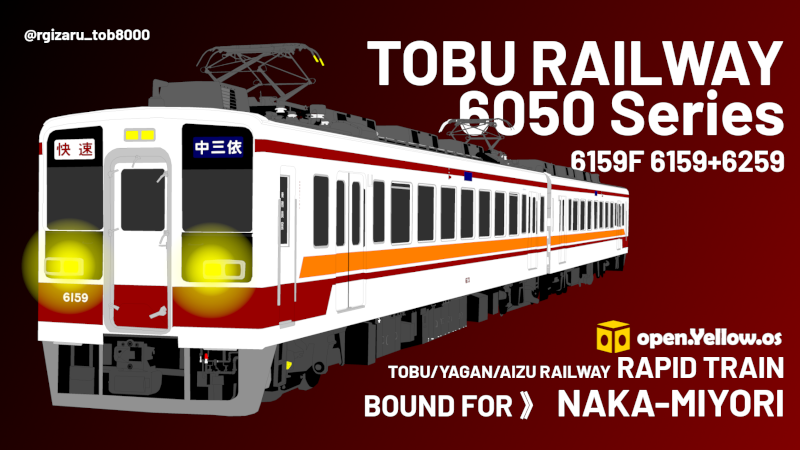 @rgizaru_tob8000
TOBU RAILWAY
6050 Series
6159F 6159+6259
快速
中三依
6159
open.Yellow.os
TOBU/YAGAN/AIZU RAILWAY RAPID TRAIN
BOUND FOR 》 NAKA-MIYORI